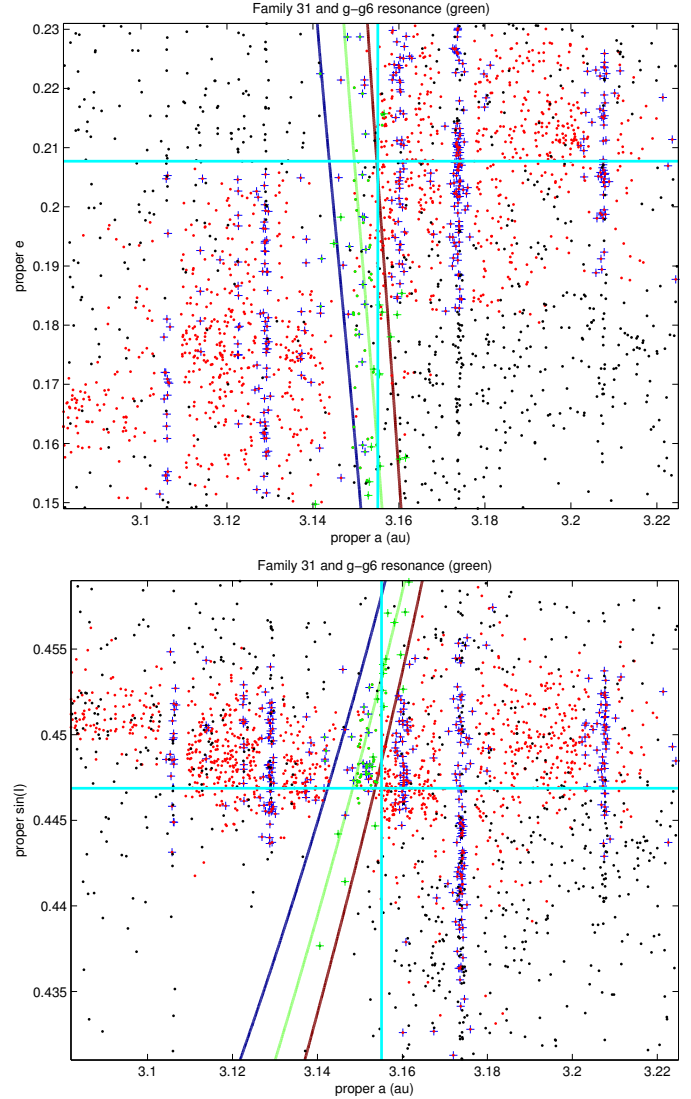 Family 31 and g−g6 resonance (green)
0.23
0.22
0.21
0.2
0.19
0.18
0.17
0.16
0.15
proper e
3.1 3.12 3.14 3.16 3.18 3.2 3.22
proper a (au)
Family 31 and g−g6 resonance (green)
0.455
0.45
0.445
0.44
0.435
proper sin(I)
3.1 3.12 3.14 3.16 3.18 3.2 3.22
proper a (au)